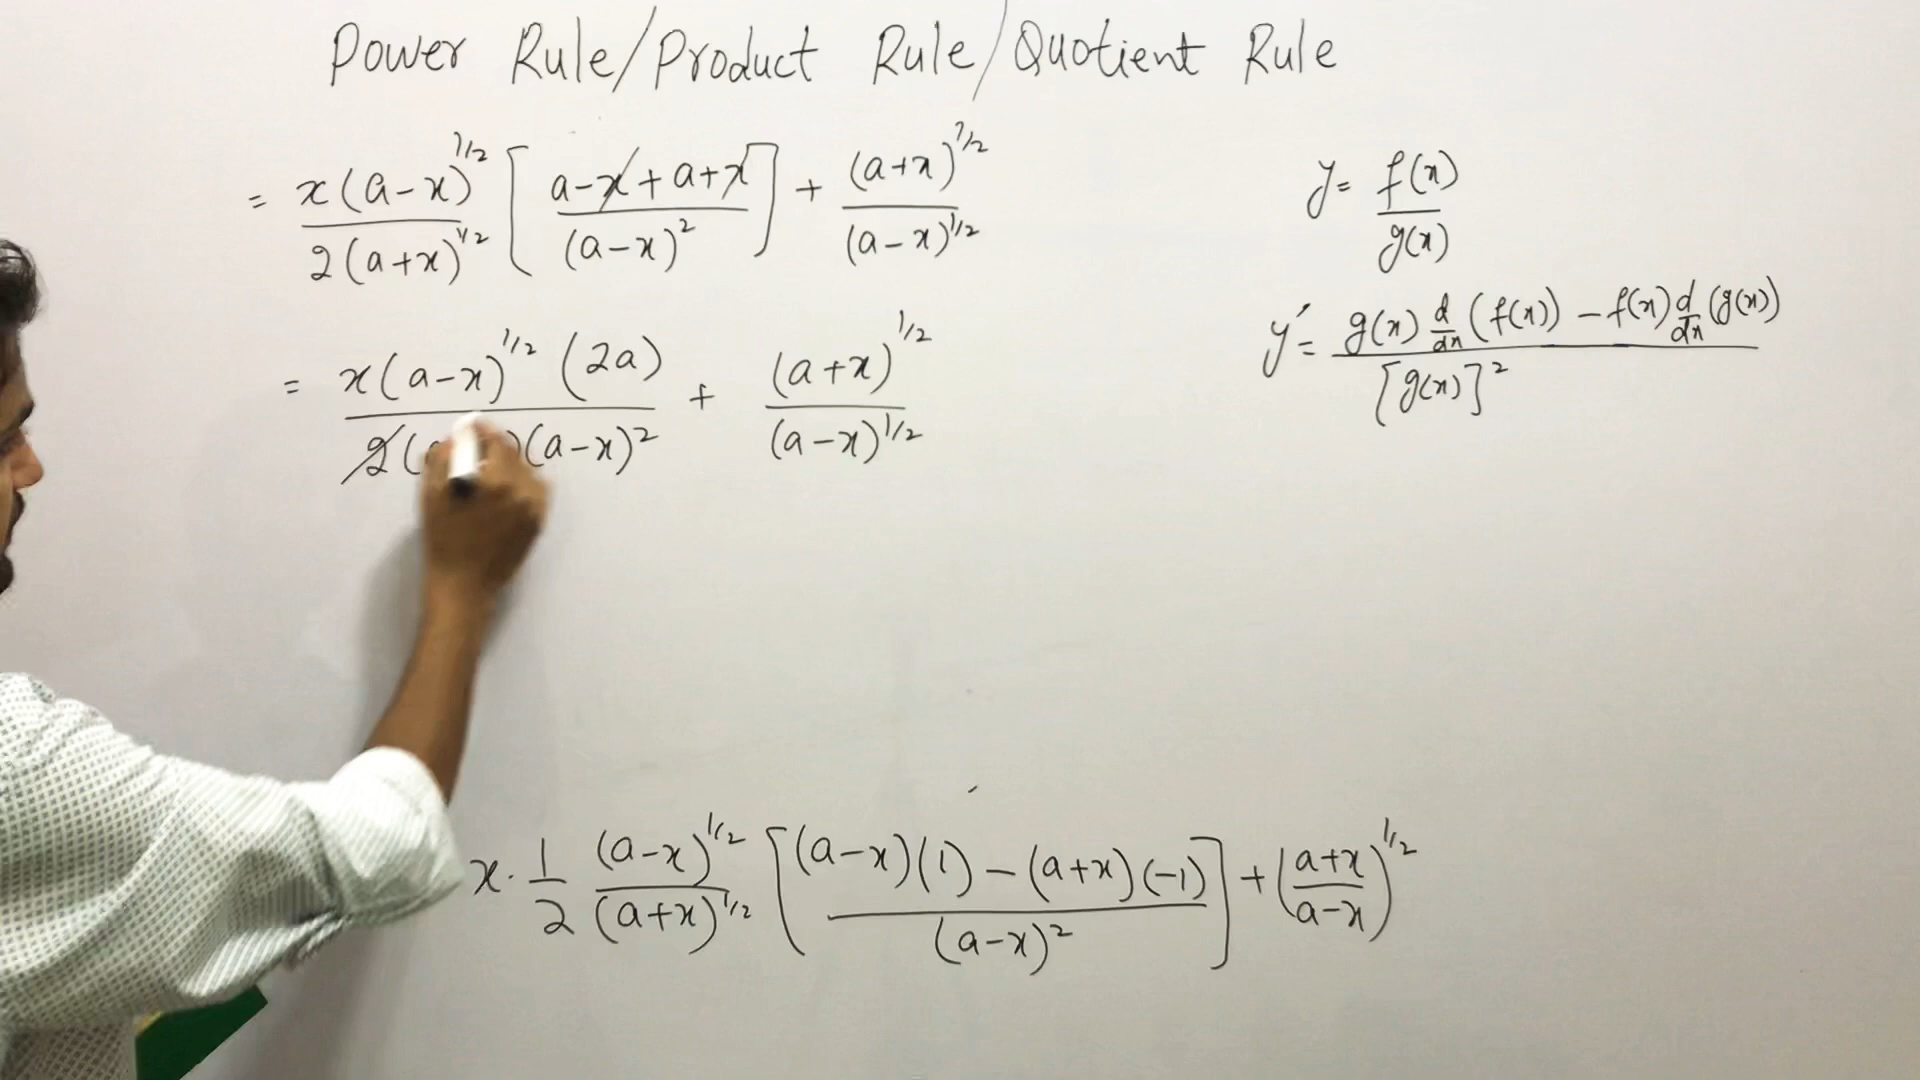 Power Rule/Product Rule/Quotient Rule
= x(a-x)^1/2 / 2(a+x)^1/2 [ a-x+a+x / (a-x)^2 ] + (a+x)^1/2 / (a-x)^1/2
= x(a-x)^1/2 (2a) / 2( )(a-x)^2 + (a+x)^1/2 / (a-x)^1/2
x · 1/2 (a-x)^1/2 / (a+x)^1/2 [ (a-x)(1) - (a+x)(-1) / (a-x)^2 ] + ( a+x / a-x )^1/2
y = f(x) / g(x)
y' = g(x) d/dx (f(x)) - f(x) d/dx (g(x)) / [g(x)]^2